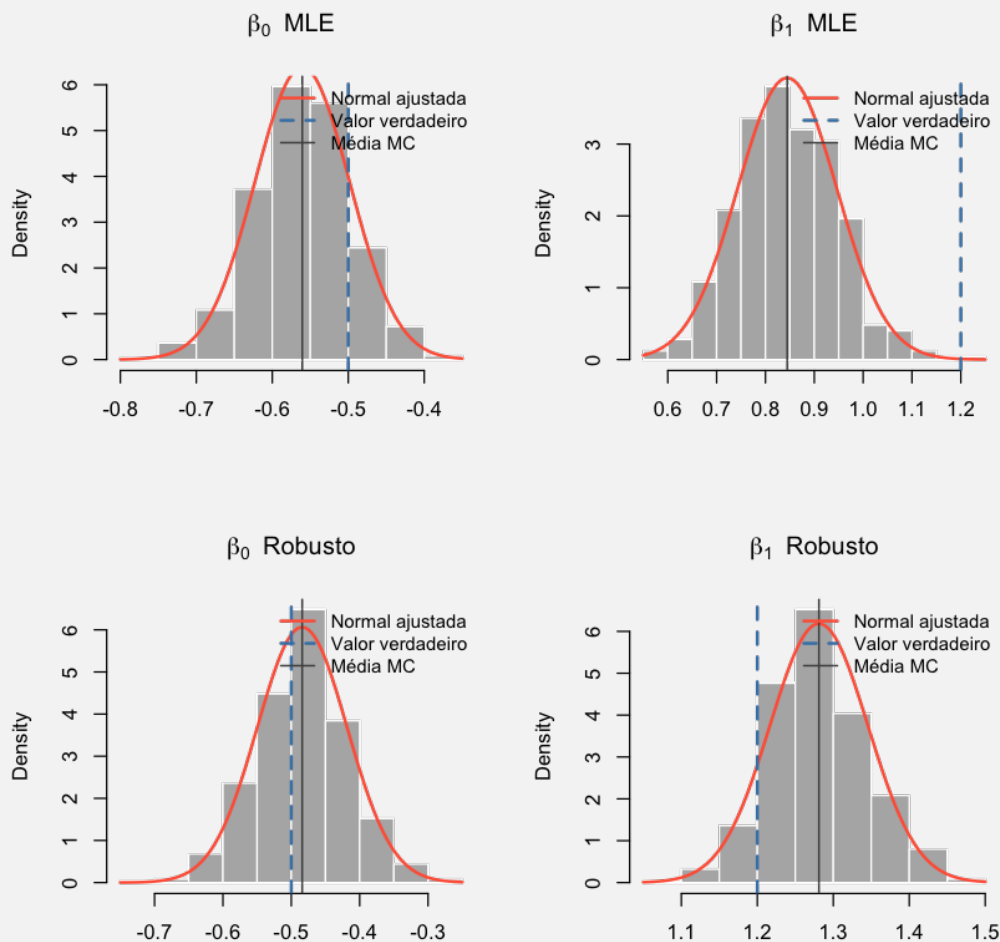 β₀ MLE
Density
0 1 2 3 4 5 6
-0.8 -0.7 -0.6 -0.5 -0.4
Normal ajustada
Valor verdadeiro
Média MC
β₁ MLE
Density
0 1 2 3
0.6 0.7 0.8 0.9 1.0 1.1 1.2
Normal ajustada
Valor verdadeiro
Média MC
β₀ Robusto
Density
0 1 2 3 4 5 6
-0.7 -0.6 -0.5 -0.4 -0.3
Normal ajustada
Valor verdadeiro
Média MC
β₁ Robusto
Density
0 1 2 3 4 5 6
1.1 1.2 1.3 1.4 1.5
Normal ajustada
Valor verdadeiro
Média MC